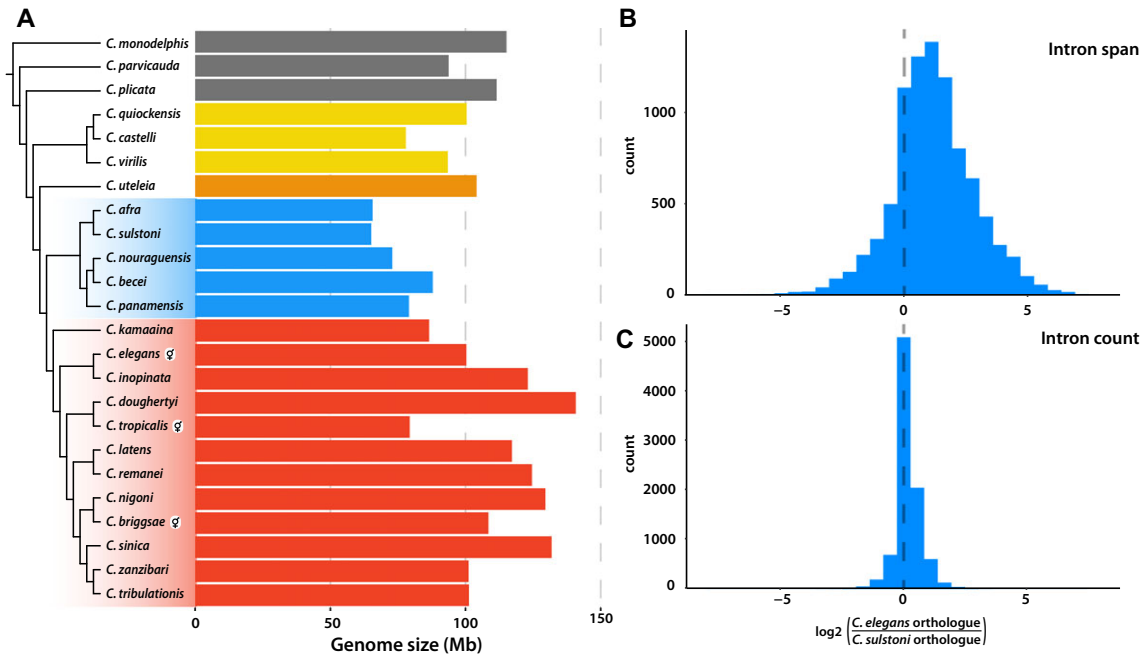 A
C. monodelphis
C. parvicauda
C. plicata
C. quiockensis
C. castelli
C. virilis
C. uteleia
C. afra
C. sulstoni
C. nouraguensis
C. becei
C. panamensis
C. kamaaina
C. elegans ⚥
C. inopinata
C. doughertyi
C. tropicalis ⚥
C. latens
C. remanei
C. nigoni
C. briggsae ⚥
C. sinica
C. zanzibari
C. tribulationis
0 50 100 150
Genome size (Mb)
B
Intron span
count
1000
500
0
−5 0 5
C
Intron count
count
5000
4000
3000
2000
1000
0
−5 0 5
log2 (C. elegans orthologue
C. sulstoni orthologue)